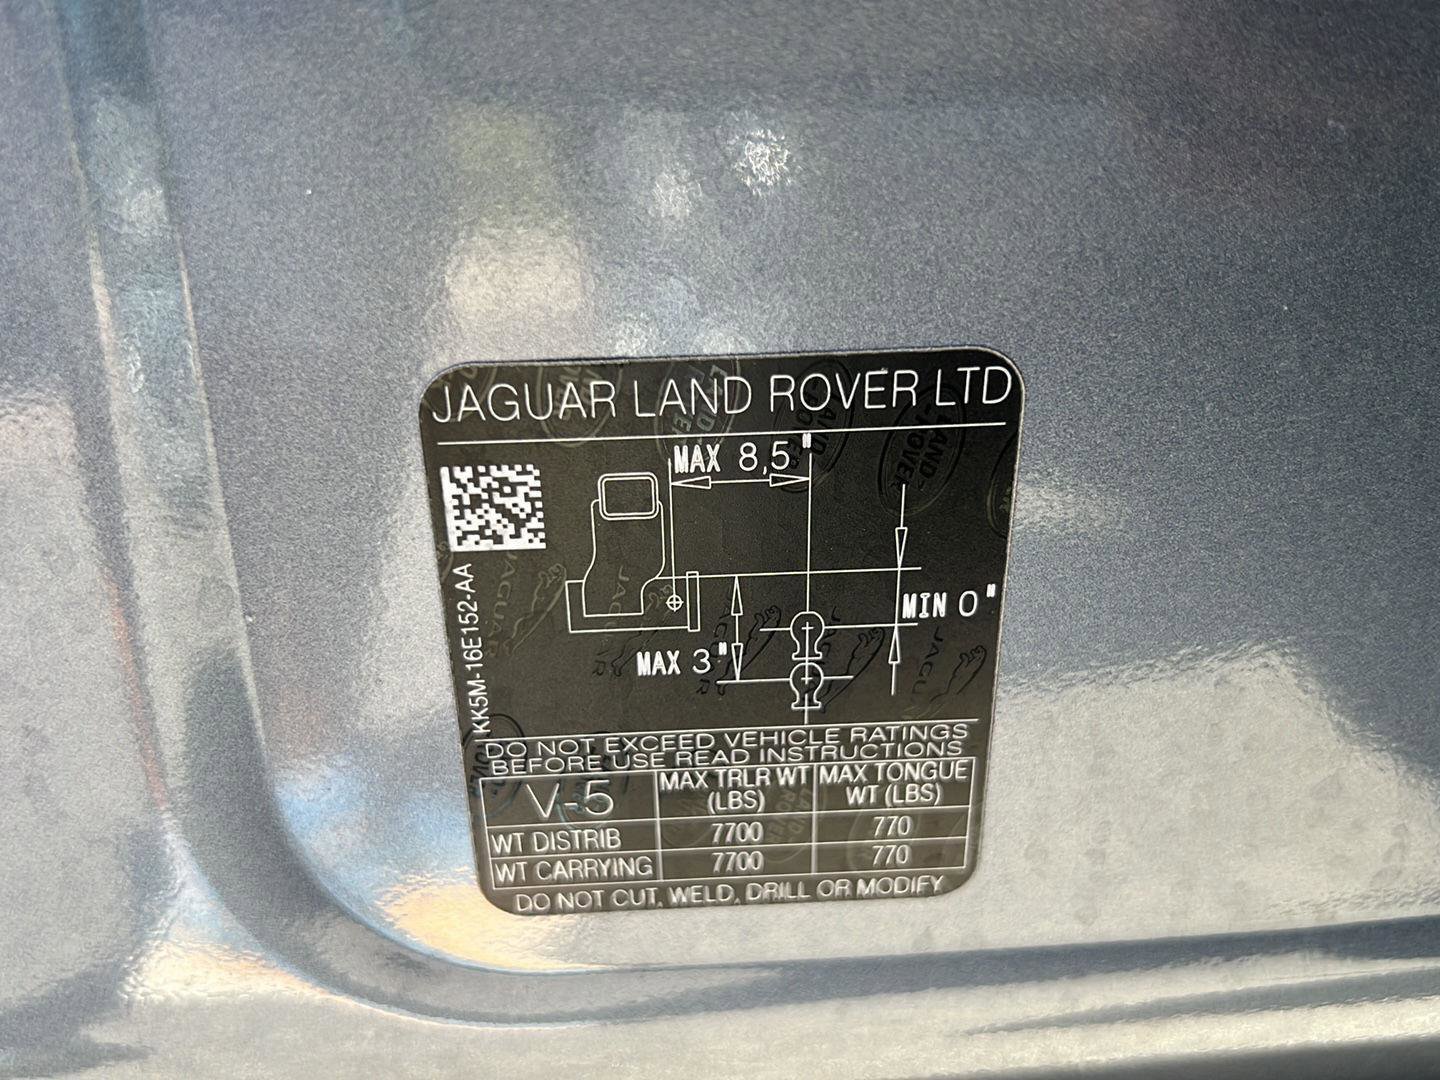 JAGUAR LAND ROVER LTD
MAX 8,5"
MIN 0"
MAX 3"
KK5M-16E152-AA
DO NOT EXCEED VEHICLE RATINGS
BEFORE USE READ INSTRUCTIONS
V-5 MAX TRLR WT (LBS) MAX TONGUE WT (LBS)
WT DISTRIB 7700 770
WT CARRYING 7700 770
DO NOT CUT, WELD, DRILL OR MODIFY